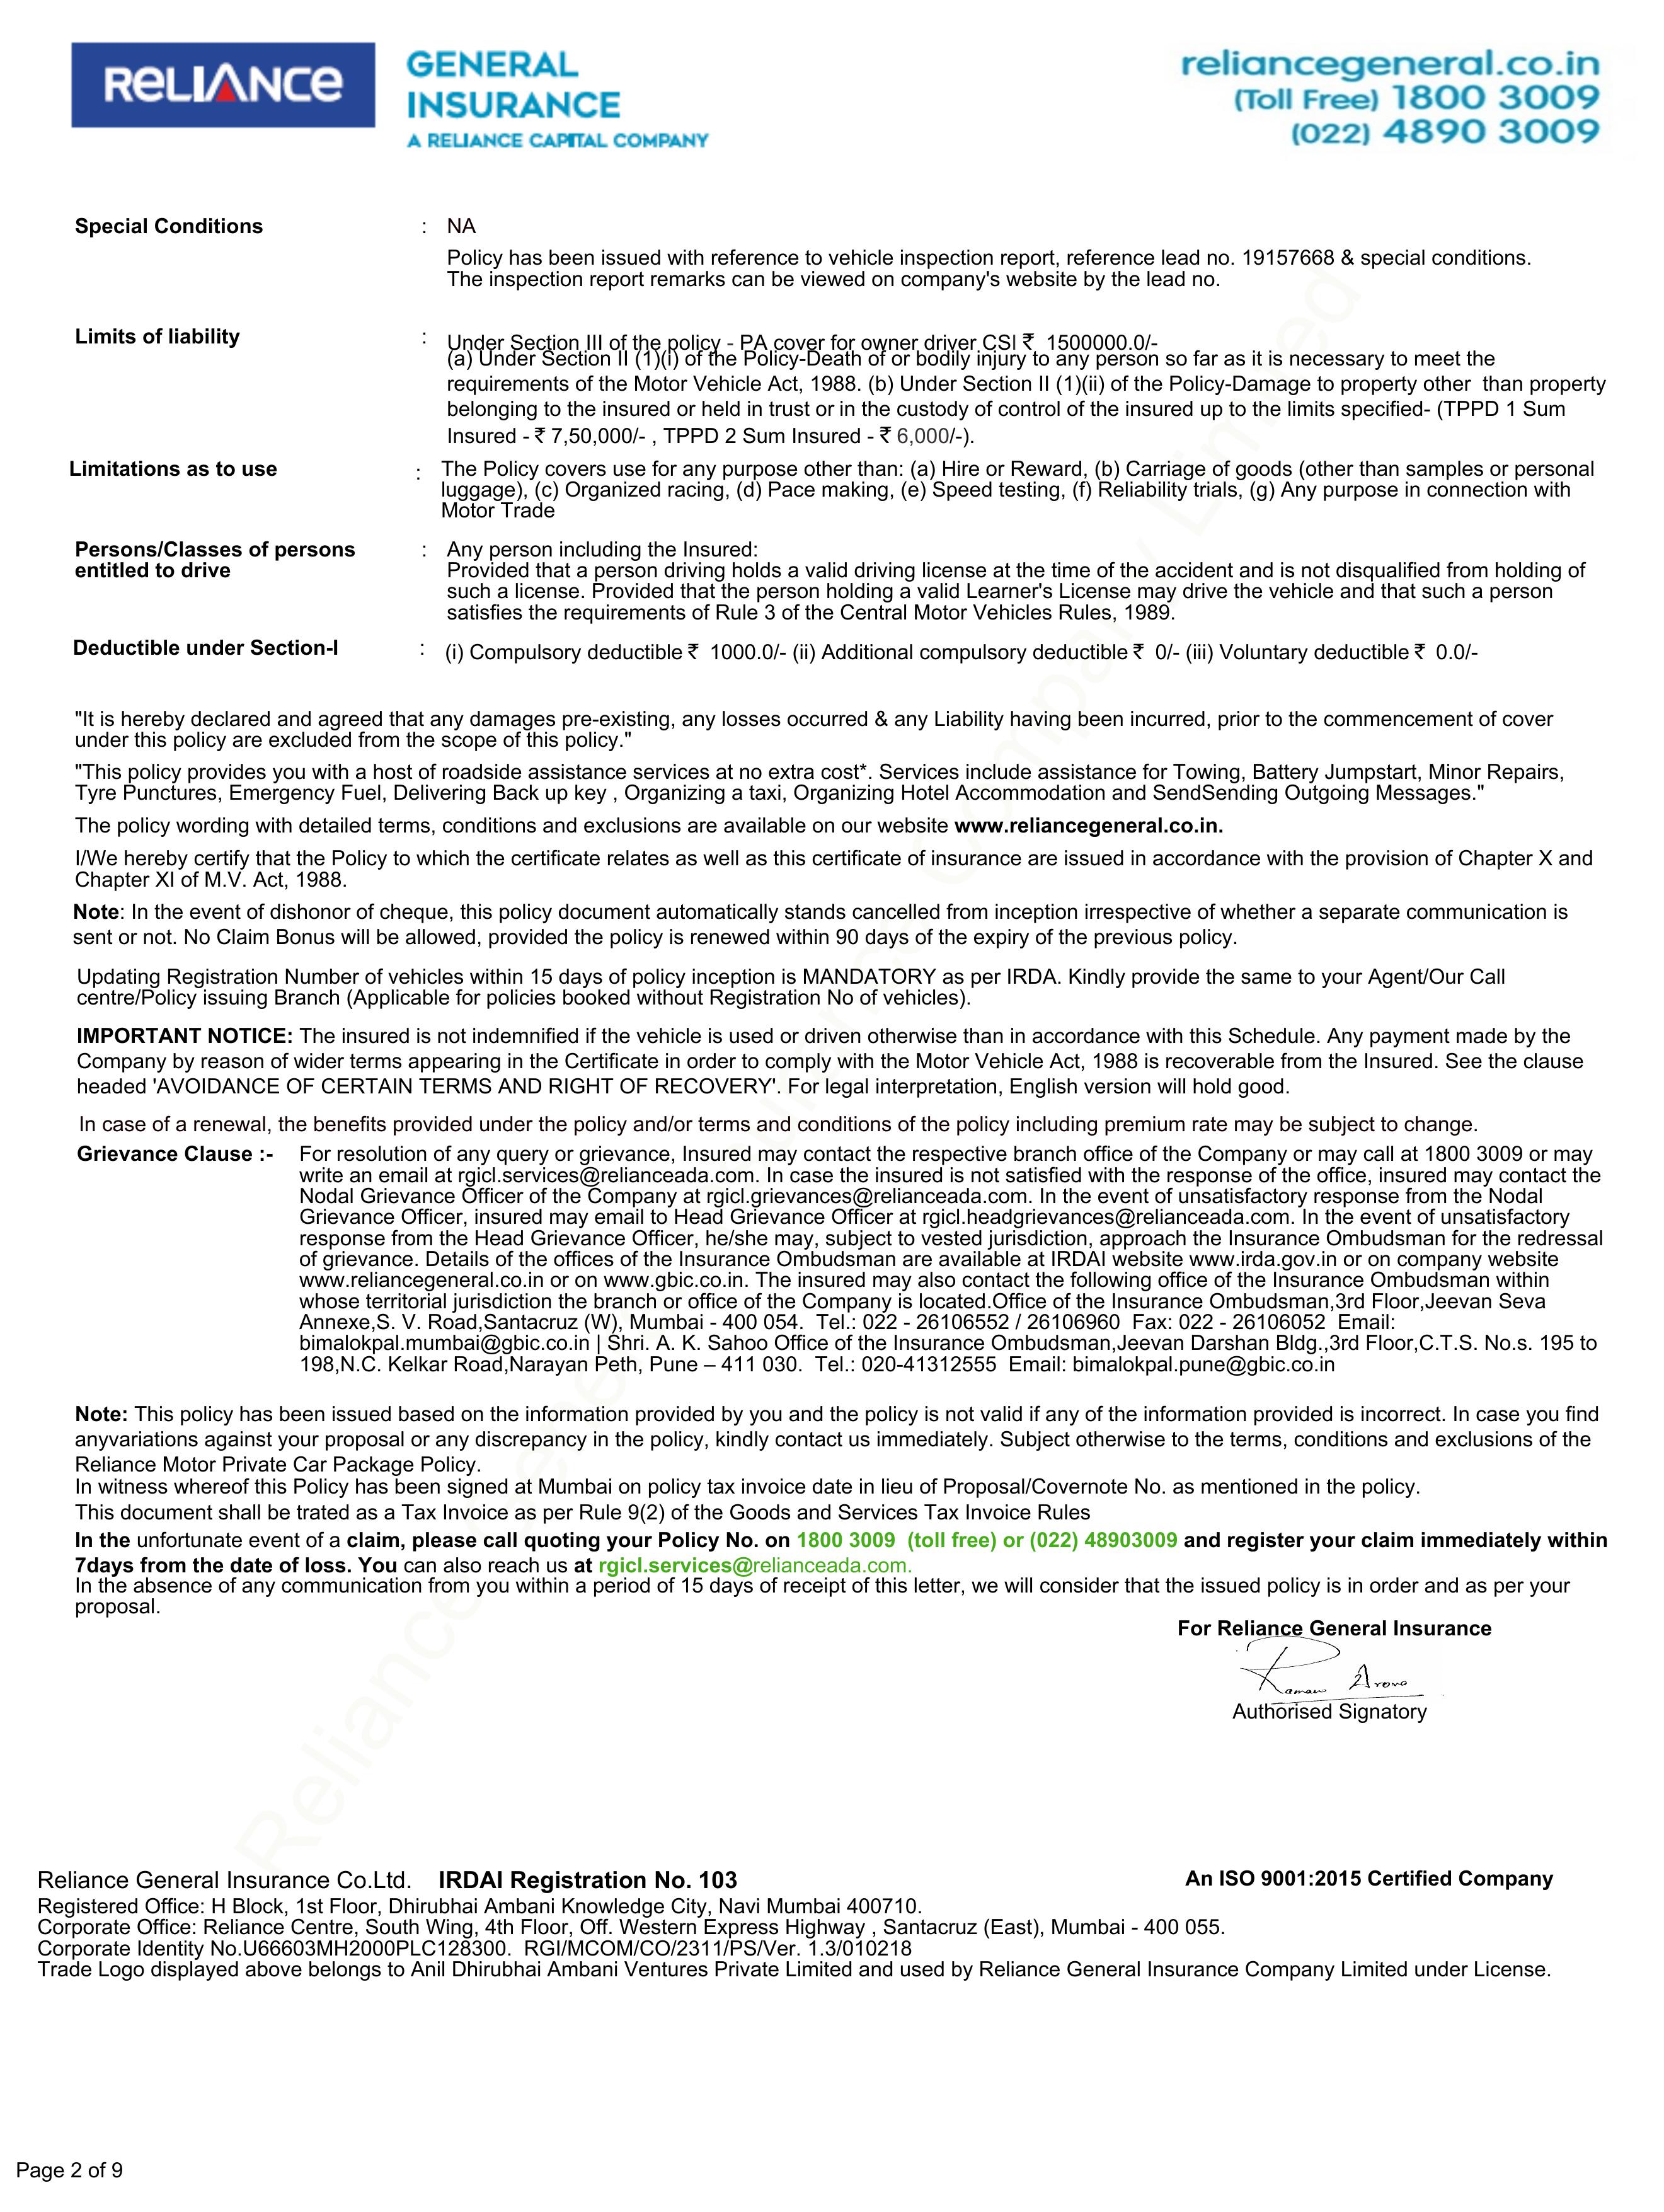 RELIANCE
GENERAL
INSURANCE
A RELIANCE CAPITAL COMPANY
reliancegeneral.co.in
(Toll Free) 1800 3009
(022) 4890 3009
Special Conditions : NA
Policy has been issued with reference to vehicle inspection report, reference lead no. 19157668 & special conditions.
The inspection report remarks can be viewed on company's website by the lead no.
Limits of liability : Under Section III of the policy - PA cover for owner driver CSI ₹ 1500000.0/-
(a) Under Section II (1)(i) of the Policy-Death of or bodily injury to any person so far as it is necessary to meet the
requirements of the Motor Vehicle Act, 1988. (b) Under Section II (1)(ii) of the Policy-Damage to property other than property
belonging to the insured or held in trust or in the custody of control of the insured up to the limits specified- (TPPD 1 Sum
Insured - ₹ 7,50,000/- , TPPD 2 Sum Insured - ₹ 6,000/-).
Limitations as to use : The Policy covers use for any purpose other than: (a) Hire or Reward, (b) Carriage of goods (other than samples or personal
luggage), (c) Organized racing, (d) Pace making, (e) Speed testing, (f) Reliability trials, (g) Any purpose in connection with
Motor Trade
Persons/Classes of persons : Any person including the Insured:
entitled to drive Provided that a person driving holds a valid driving license at the time of the accident and is not disqualified from holding of
such a license. Provided that the person holding a valid Learner's License may drive the vehicle and that such a person
satisfies the requirements of Rule 3 of the Central Motor Vehicles Rules, 1989.
Deductible under Section-I : (i) Compulsory deductible ₹ 1000.0/- (ii) Additional compulsory deductible ₹ 0/- (iii) Voluntary deductible ₹ 0.0/-
"It is hereby declared and agreed that any damages pre-existing, any losses occurred & any Liability having been incurred, prior to the commencement of cover
under this policy are excluded from the scope of this policy."
"This policy provides you with a host of roadside assistance services at no extra cost*. Services include assistance for Towing, Battery Jumpstart, Minor Repairs,
Tyre Punctures, Emergency Fuel, Delivering Back up key , Organizing a taxi, Organizing Hotel Accommodation and SendSending Outgoing Messages."
The policy wording with detailed terms, conditions and exclusions are available on our website www.reliancegeneral.co.in.
I/We hereby certify that the Policy to which the certificate relates as well as this certificate of insurance are issued in accordance with the provision of Chapter X and
Chapter XI of M.V. Act, 1988.
Note: In the event of dishonor of cheque, this policy document automatically stands cancelled from inception irrespective of whether a separate communication is
sent or not. No Claim Bonus will be allowed, provided the policy is renewed within 90 days of the expiry of the previous policy.
Updating Registration Number of vehicles within 15 days of policy inception is MANDATORY as per IRDA. Kindly provide the same to your Agent/Our Call
centre/Policy issuing Branch (Applicable for policies booked without Registration No of vehicles).
IMPORTANT NOTICE: The insured is not indemnified if the vehicle is used or driven otherwise than in accordance with this Schedule. Any payment made by the
Company by reason of wider terms appearing in the Certificate in order to comply with the Motor Vehicle Act, 1988 is recoverable from the Insured. See the clause
headed 'AVOIDANCE OF CERTAIN TERMS AND RIGHT OF RECOVERY'. For legal interpretation, English version will hold good.
In case of a renewal, the benefits provided under the policy and/or terms and conditions of the policy including premium rate may be subject to change.
Grievance Clause :- For resolution of any query or grievance, Insured may contact the respective branch office of the Company or may call at 1800 3009 or may
write an email at rgicl.services@relianceada.com. In case the insured is not satisfied with the response of the office, insured may contact the
Nodal Grievance Officer of the Company at rgicl.grievances@relianceada.com. In the event of unsatisfactory response from the Nodal
Grievance Officer, insured may email to Head Grievance Officer at rgicl.headgrievances@relianceada.com. In the event of unsatisfactory
response from the Head Grievance Officer, he/she may, subject to vested jurisdiction, approach the Insurance Ombudsman for the redressal
of grievance. Details of the offices of the Insurance Ombudsman are available at IRDAI website www.irda.gov.in or on company website
www.reliancegeneral.co.in or on www.gbic.co.in. The insured may also contact the following office of the Insurance Ombudsman within
whose territorial jurisdiction the branch or office of the Company is located.Office of the Insurance Ombudsman,3rd Floor,Jeevan Seva
Annexe,S. V. Road,Santacruz (W), Mumbai - 400 054. Tel.: 022 - 26106552 / 26106960 Fax: 022 - 26106052 Email:
bimalokpal.mumbai@gbic.co.in | Shri. A. K. Sahoo Office of the Insurance Ombudsman,Jeevan Darshan Bldg.,3rd Floor,C.T.S. No.s. 195 to
198,N.C. Kelkar Road,Narayan Peth, Pune – 411 030. Tel.: 020-41312555 Email: bimalokpal.pune@gbic.co.in
Note: This policy has been issued based on the information provided by you and the policy is not valid if any of the information provided is incorrect. In case you find
anyvariations against your proposal or any discrepancy in the policy, kindly contact us immediately. Subject otherwise to the terms, conditions and exclusions of the
Reliance Motor Private Car Package Policy.
In witness whereof this Policy has been signed at Mumbai on policy tax invoice date in lieu of Proposal/Covernote No. as mentioned in the policy.
This document shall be trated as a Tax Invoice as per Rule 9(2) of the Goods and Services Tax Invoice Rules
In the unfortunate event of a claim, please call quoting your Policy No. on 1800 3009 (toll free) or (022) 48903009 and register your claim immediately within
7days from the date of loss. You can also reach us at rgicl.services@relianceada.com.
In the absence of any communication from you within a period of 15 days of receipt of this letter, we will consider that the issued policy is in order and as per your
proposal.
For Reliance General Insurance
Raman Arora
Authorised Signatory
Reliance General Insurance Co.Ltd. IRDAI Registration No. 103 An ISO 9001:2015 Certified Company
Registered Office: H Block, 1st Floor, Dhirubhai Ambani Knowledge City, Navi Mumbai 400710.
Corporate Office: Reliance Centre, South Wing, 4th Floor, Off. Western Express Highway , Santacruz (East), Mumbai - 400 055.
Corporate Identity No.U66603MH2000PLC128300. RGI/MCOM/CO/2311/PS/Ver. 1.3/010218
Trade Logo displayed above belongs to Anil Dhirubhai Ambani Ventures Private Limited and used by Reliance General Insurance Company Limited under License.
Page 2 of 9